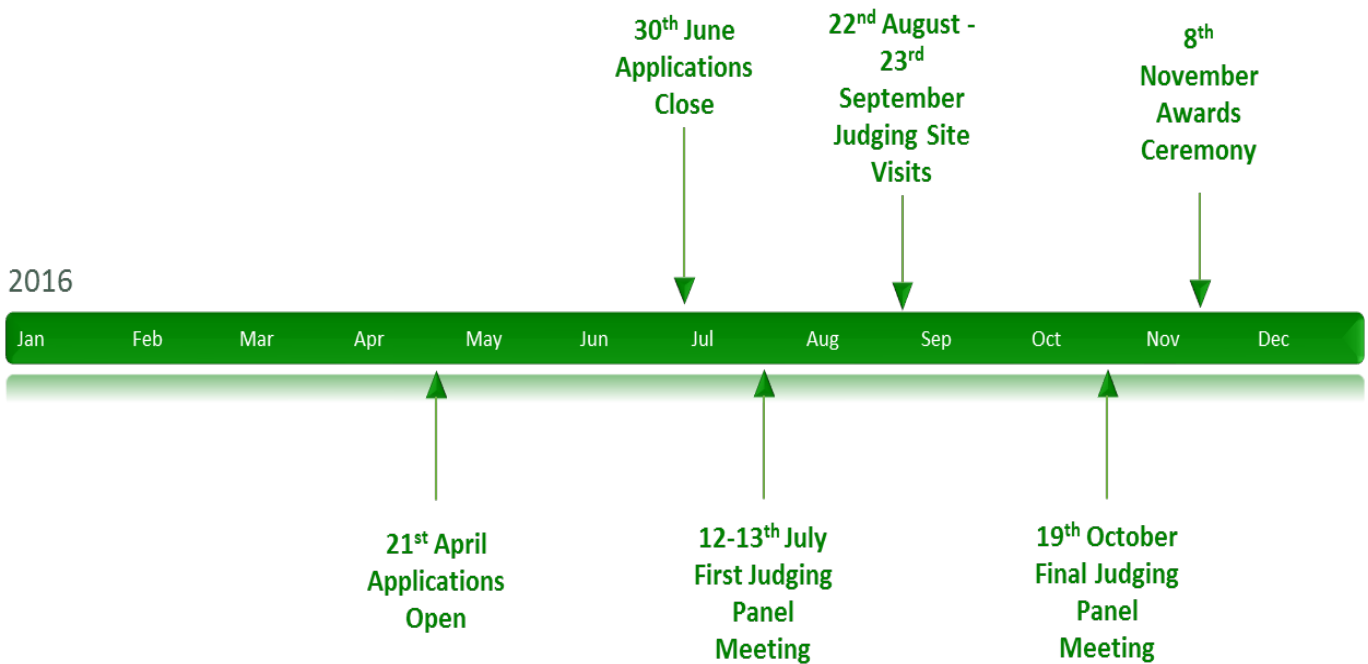 30th June
Applications
Close
22nd August -
23rd
September
Judging Site
Visits
8th
November
Awards
Ceremony
2016
Jan Feb Mar Apr May Jun Jul Aug Sep Oct Nov Dec
21st April
Applications
Open
12-13th July
First Judging
Panel
Meeting
19th October
Final Judging
Panel
Meeting